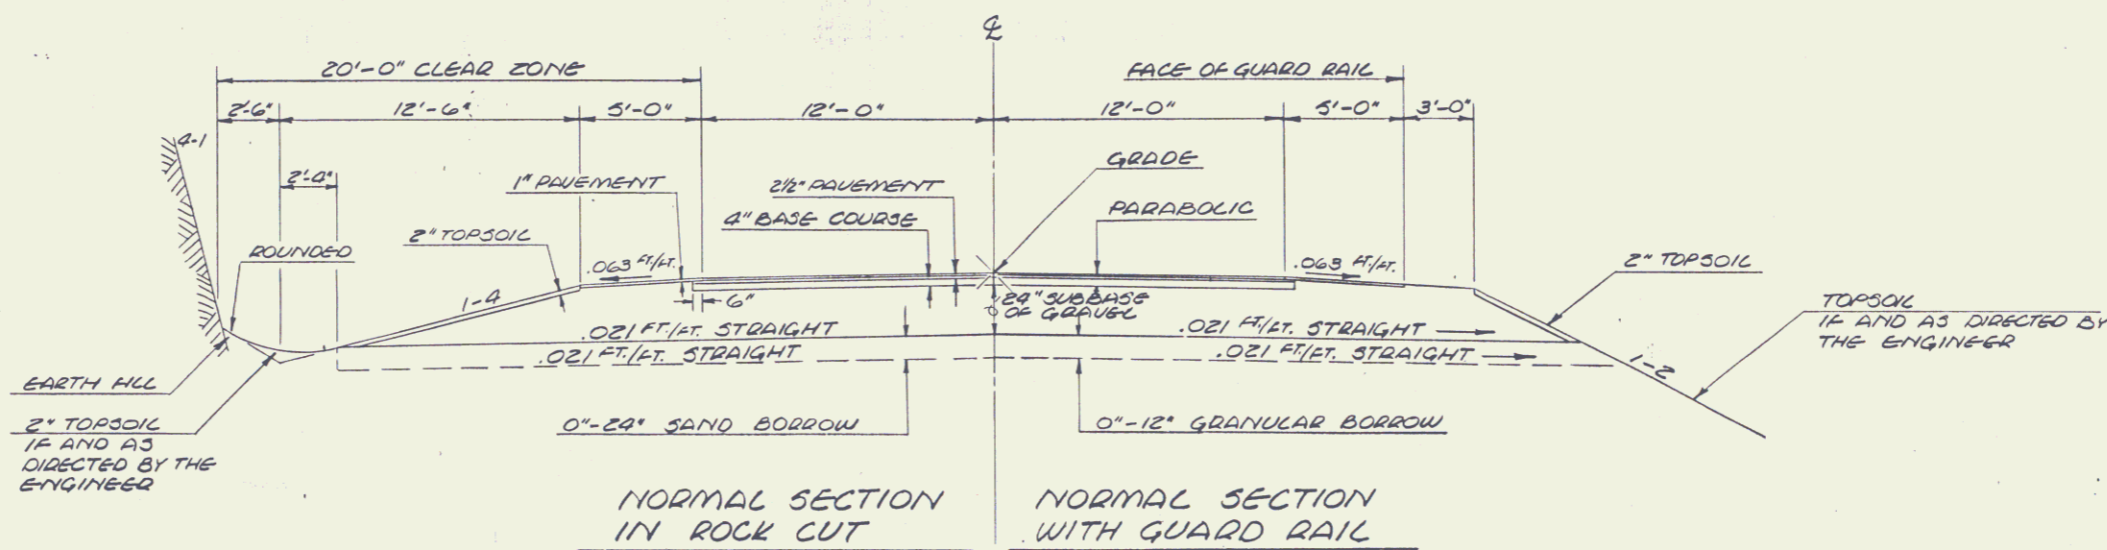 ℄
20'-0" CLEAR ZONE
FACE OF GUARD RAIL
2'-6"
12'-6"
5'-0"
12'-0"
12'-0"
5'-0"
3'-0"
4-1
2'-4"
1" PAVEMENT
2½" PAVEMENT
GRADE
4" BASE COURSE
PARABOLIC
ROUNDED
2" TOPSOIL
.063 FT./FT.
.063 FT./FT.
2" TOPSOIL
1-4
6"
24" SUBBASE
OF GRAVEL
TOPSOIL
IF AND AS DIRECTED BY
THE ENGINEER
.021 FT./FT. STRAIGHT
.021 FT./FT. STRAIGHT
.021 FT./FT. STRAIGHT
.021 FT./FT. STRAIGHT
1-2
EARTH FILL
2" TOPSOIL
IF AND AS
DIRECTED BY THE
ENGINEER
0"-24" SAND BORROW
0"-12" GRANULAR BORROW
NORMAL SECTION
IN ROCK CUT
NORMAL SECTION
WITH GUARD RAIL